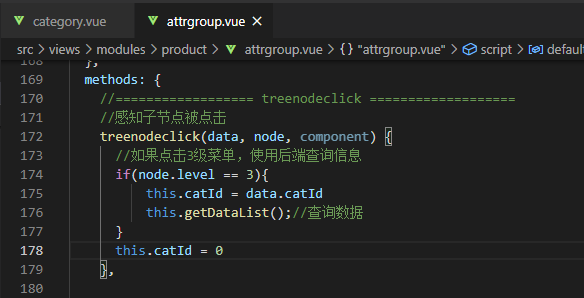 category.vue attrgroup.vue ×
src > views > modules > product > attrgroup.vue > {} "attrgroup.vue" > script > default
168 },
169 methods: {
170 //================== treenodeclick ===================
171 //感知子节点被点击
172 treenodeclick(data, node, component) {
173 //如果点击3级菜单，使用后端查询信息
174 if(node.level == 3){
175 this.catId = data.catId
176 this.getDataList();//查询数据
177 }
178 this.catId = 0
179 },
180